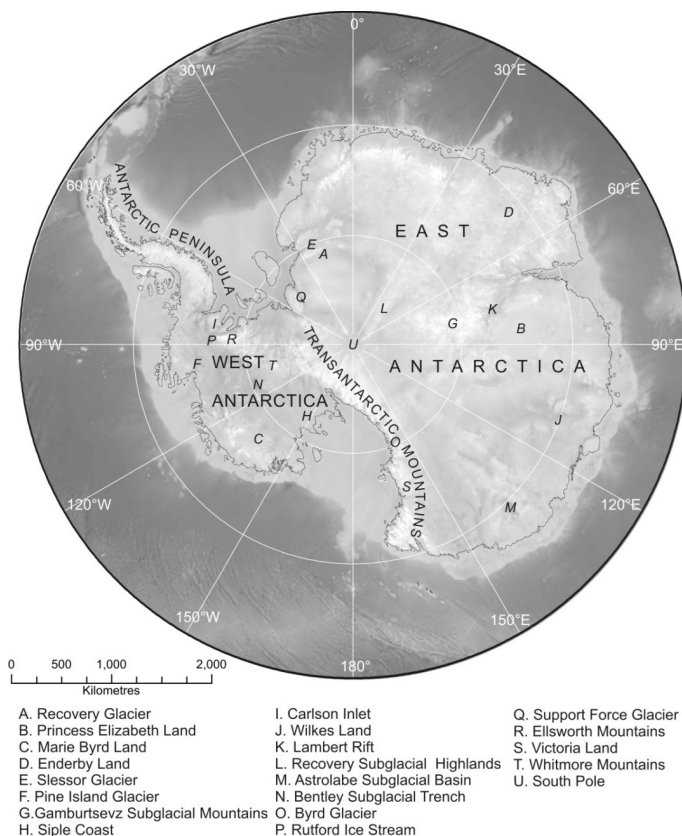 0°
30°W
30°E
60°W
60°E
ANTARCTIC PENINSULA
D
EAST
E
A
Q
L
K
I
G
B
P
R
TRANSANTARCTIC MOUNTAINS
U
90°W
90°E
F
WEST
T
ANTARCTICA
N
ANTARCTICA
H
J
C
O
S
M
120°W
120°E
150°W
150°E
180°
0 500 1,000 2,000
Kilometres
A. Recovery Glacier
B. Princess Elizabeth Land
C. Marie Byrd Land
D. Enderby Land
E. Slessor Glacier
F. Pine Island Glacier
G.Gamburtsevz Subglacial Mountains
H. Siple Coast
I. Carlson Inlet
J. Wilkes Land
K. Lambert Rift
L. Recovery Subglacial Highlands
M. Astrolabe Subglacial Basin
N. Bentley Subglacial Trench
O. Byrd Glacier
P. Rutford Ice Stream
Q. Support Force Glacier
R. Ellsworth Mountains
S. Victoria Land
T. Whitmore Mountains
U. South Pole